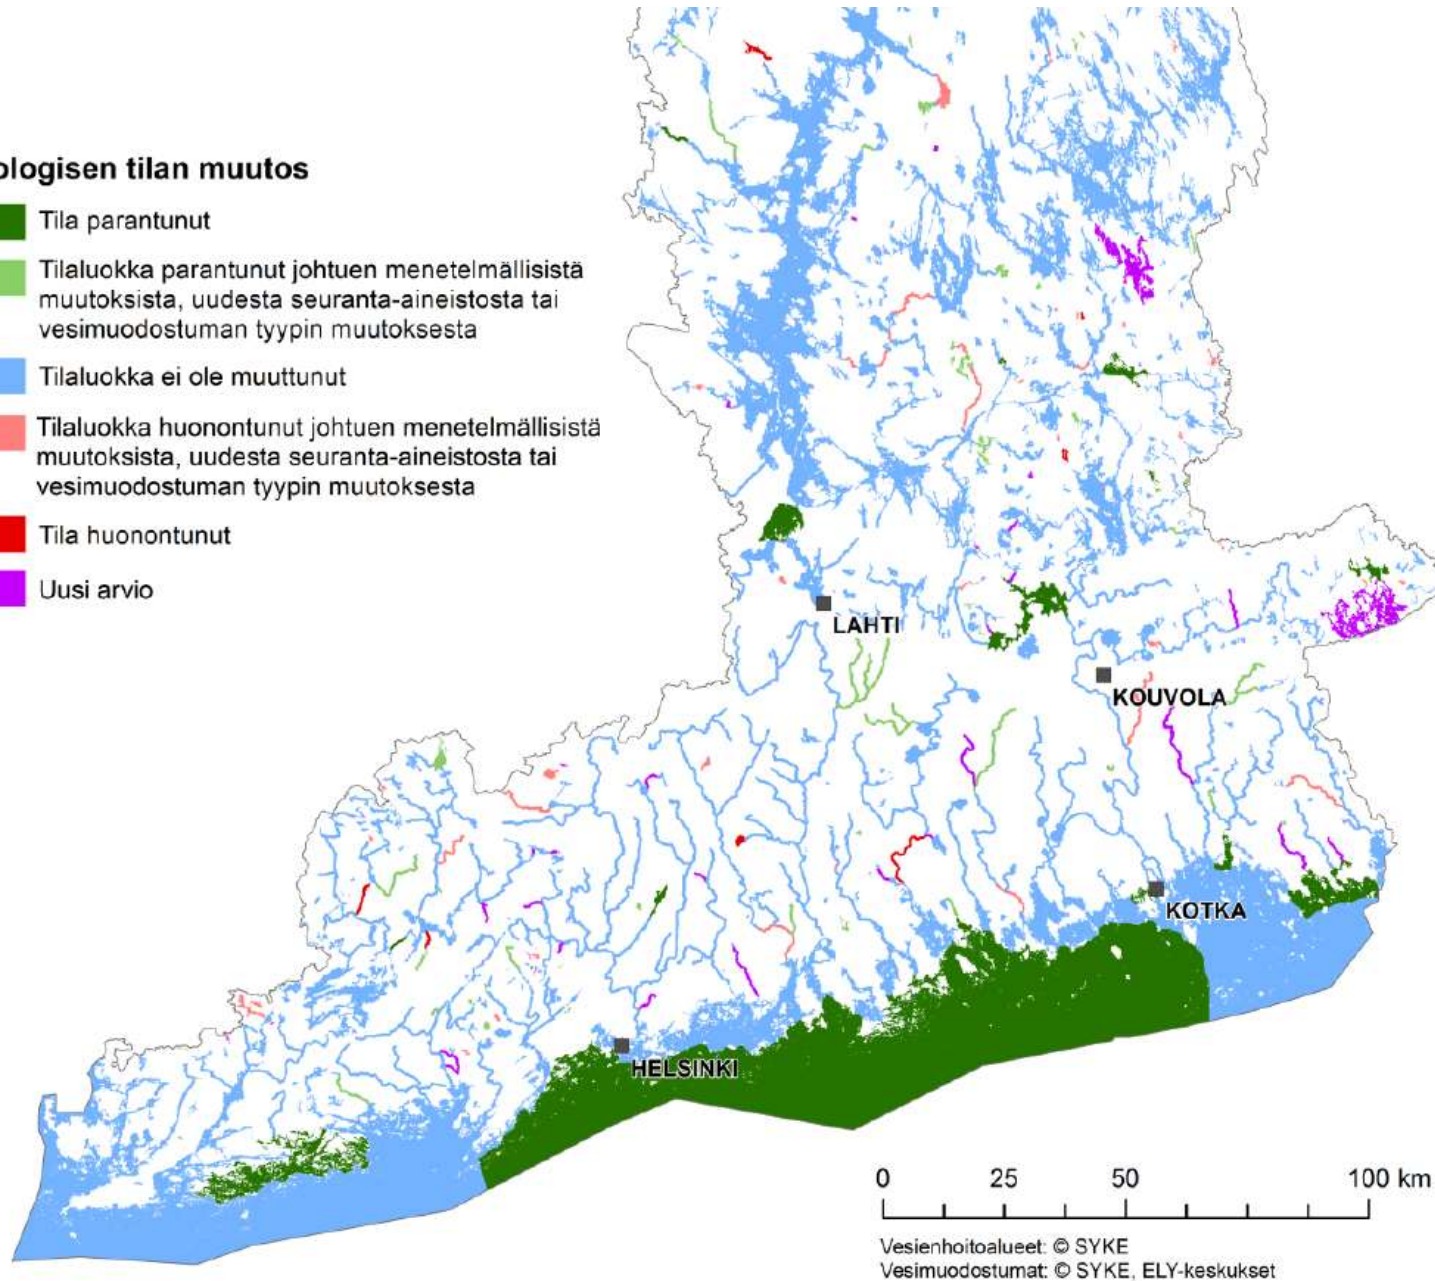 ologisen tilan muutos
Tila parantunut
Tilaluokka parantunut johtuen menetelmällisistä
muutoksista, uudesta seuranta-aineistosta tai
vesimuodostuman tyypin muutoksesta
Tilaluokka ei ole muuttunut
Tilaluokka huonontunut johtuen menetelmällisistä
muutoksista, uudesta seuranta-aineistosta tai
vesimuodostuman tyypin muutoksesta
Tila huonontunut
Uusi arvio
LAHTI
KOUVOLA
KOTKA
HELSINKI
0 25 50 100 km
Vesienhoitoalueet: © SYKE
Vesimuodostumat: © SYKE, ELY-keskukset